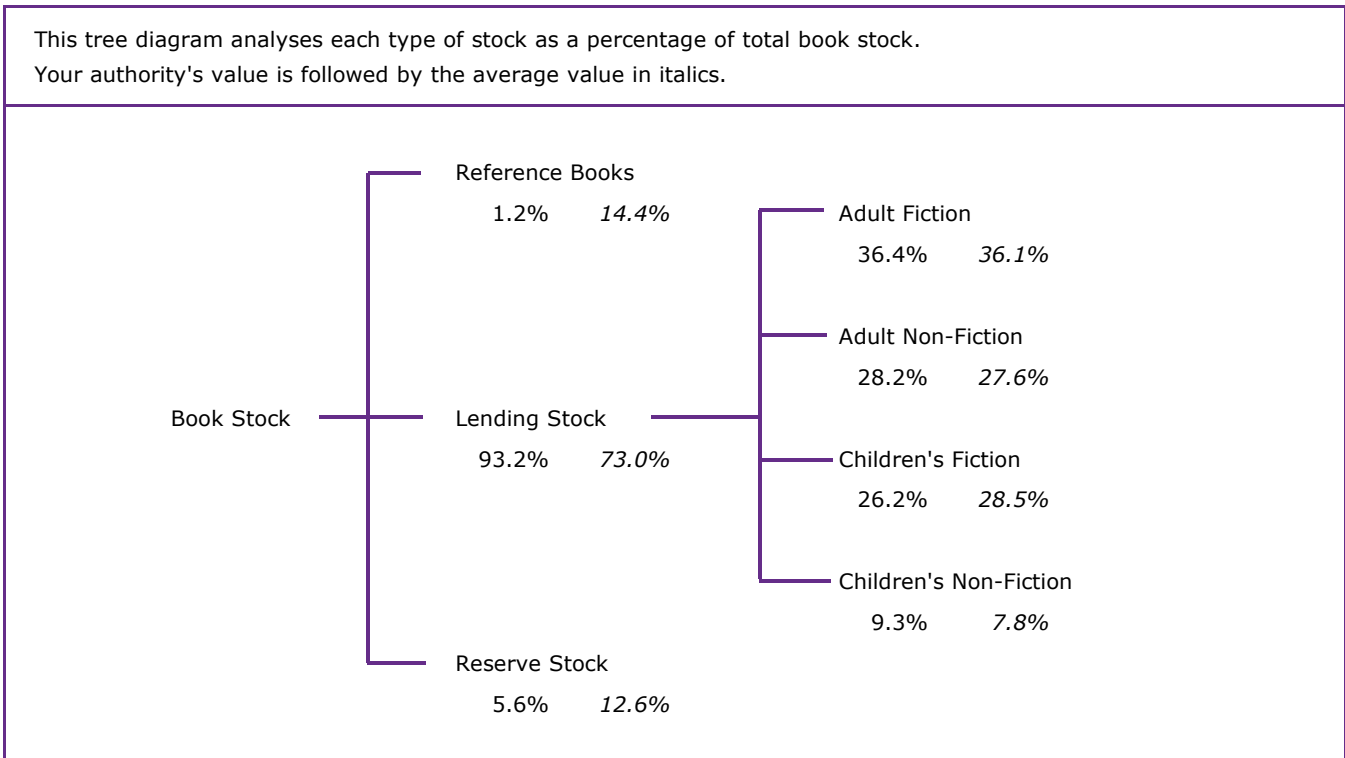 This tree diagram analyses each type of stock as a percentage of total book stock.
Your authority's value is followed by the average value in italics.
Reference Books
1.2% 14.4%
Adult Fiction
36.4% 36.1%
Adult Non-Fiction
28.2% 27.6%
Book Stock
Lending Stock
93.2% 73.0%
Children's Fiction
26.2% 28.5%
Children's Non-Fiction
9.3% 7.8%
Reserve Stock
5.6% 12.6%